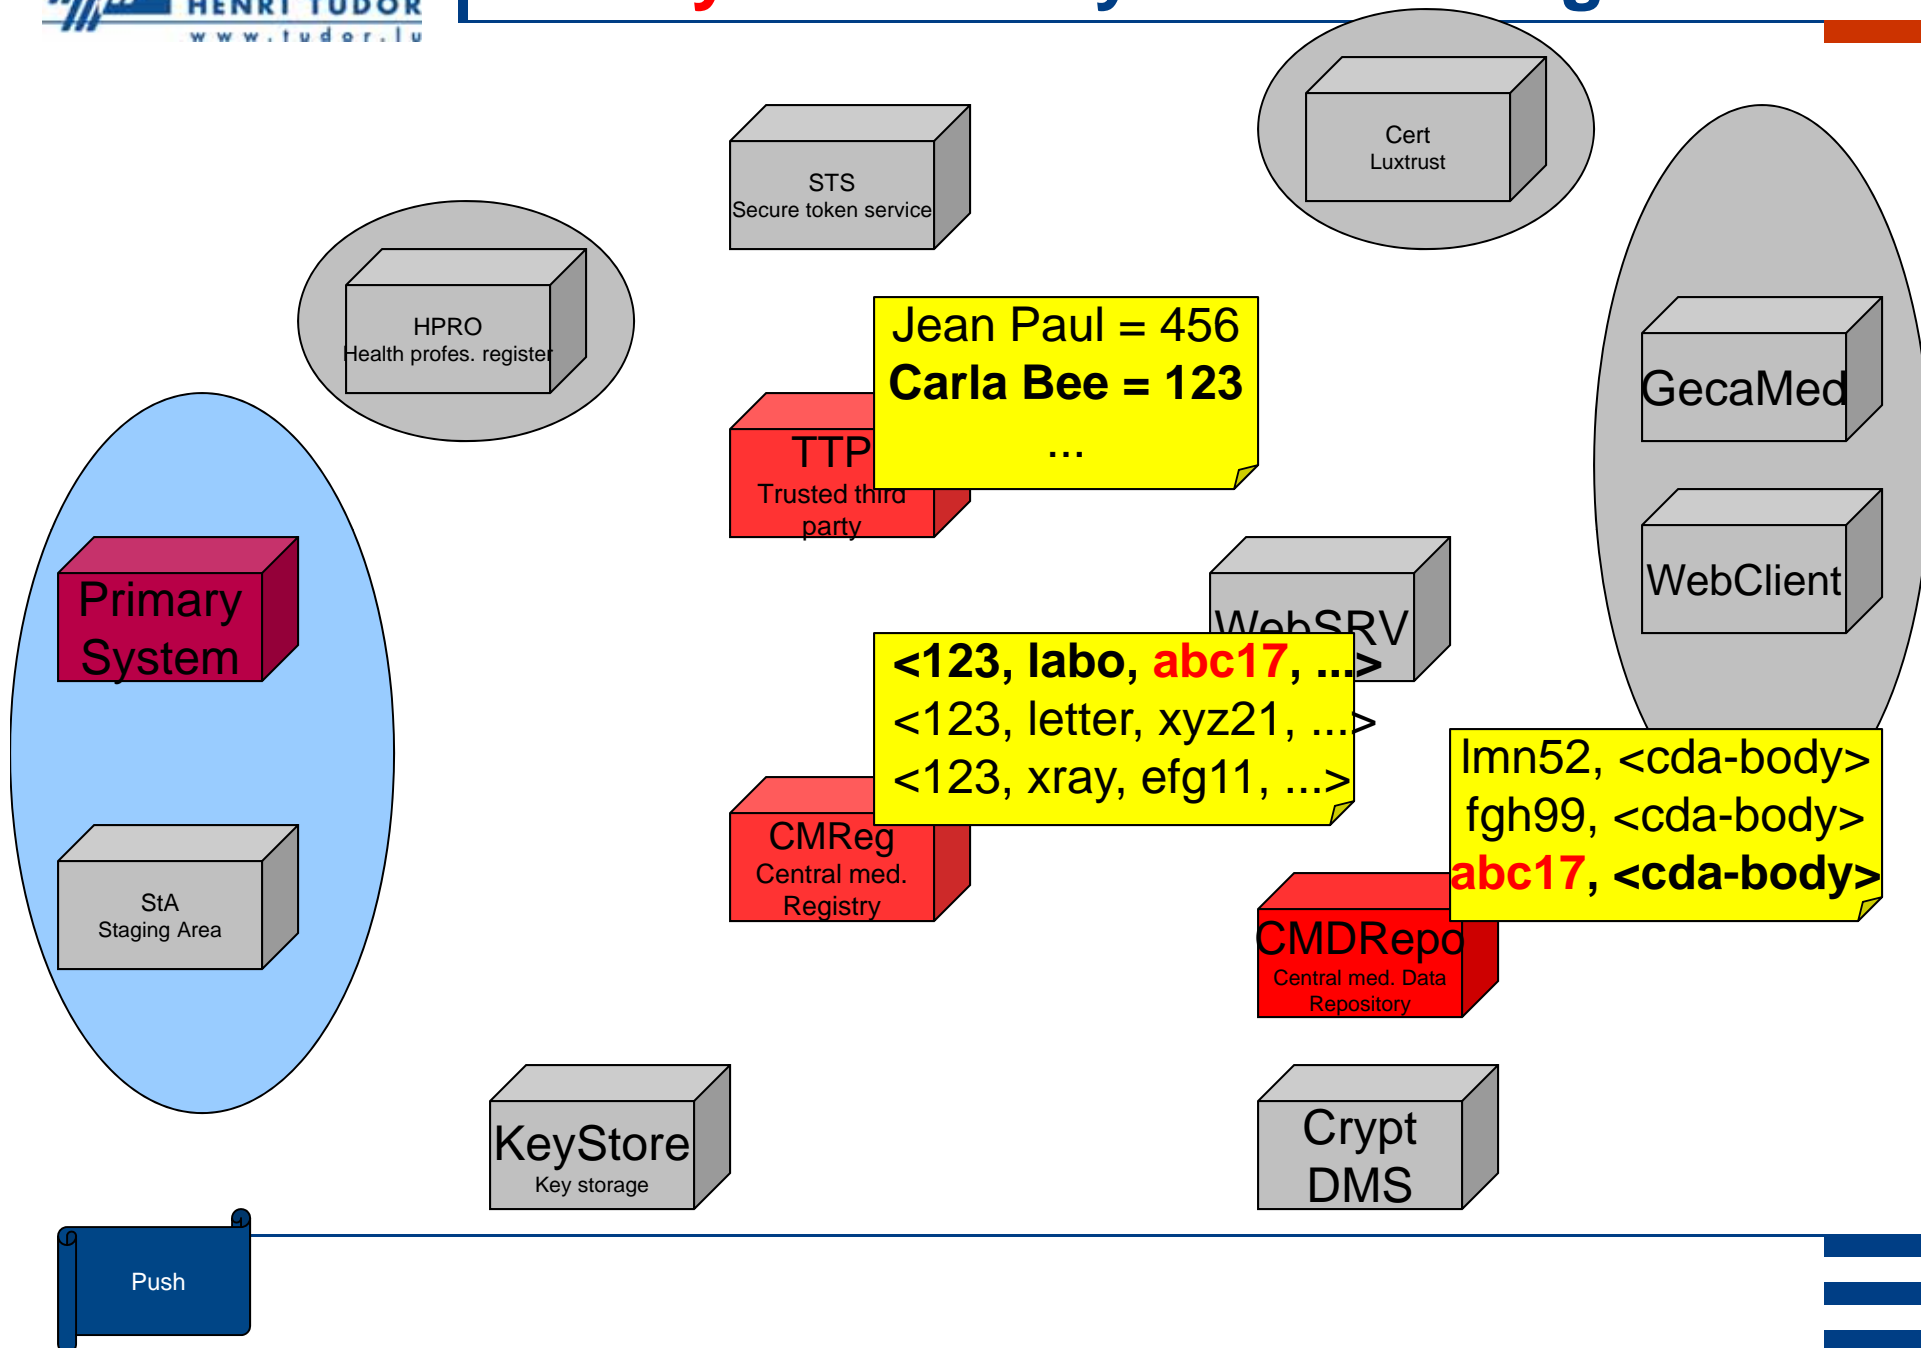 HENRI TUDOR
www.tudor.lu
Cert
Luxtrust
STS
Secure token service
HPRO
Health profes. register
Jean Paul = 456
Carla Bee = 123
...
GecaMed
TTP
Trusted third
party
Primary
System
WebClient
WebSRV
<123, labo, abc17, ...>
<123, letter, xyz21, ...>
<123, xray, efg11, ...>
lmn52, <cda-body>
fgh99, <cda-body>
abc17, <cda-body>
CMReg
Central med.
Registry
StA
Staging Area
CMDRepo
Central med. Data
Repository
KeyStore
Key storage
Crypt
DMS
Push